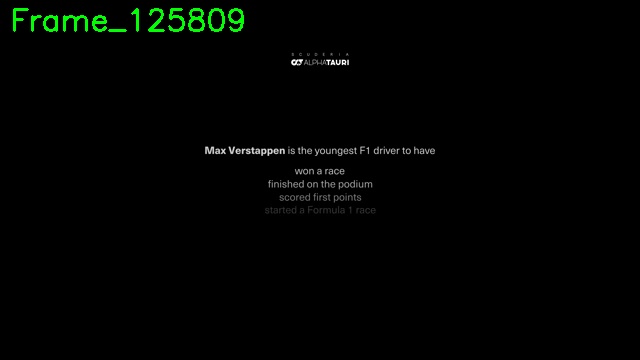 Frame_125809
SCUDERIA
ALPHATAURI
Max Verstappen is the youngest F1 driver to have
won a race
finished on the podium
scored first points
started a Formula 1 race